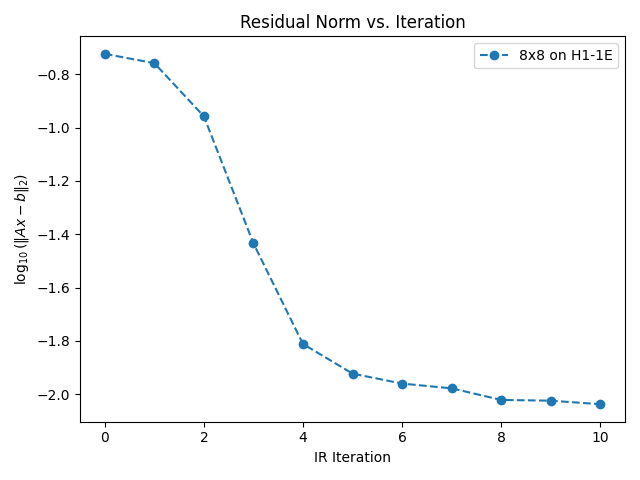 Residual Norm vs. Iteration
8x8 on H1-1E
log₁₀(‖Ax − b‖₂)
−0.8
−1.0
−1.2
−1.4
−1.6
−1.8
−2.0
0 2 4 6 8 10
IR Iteration